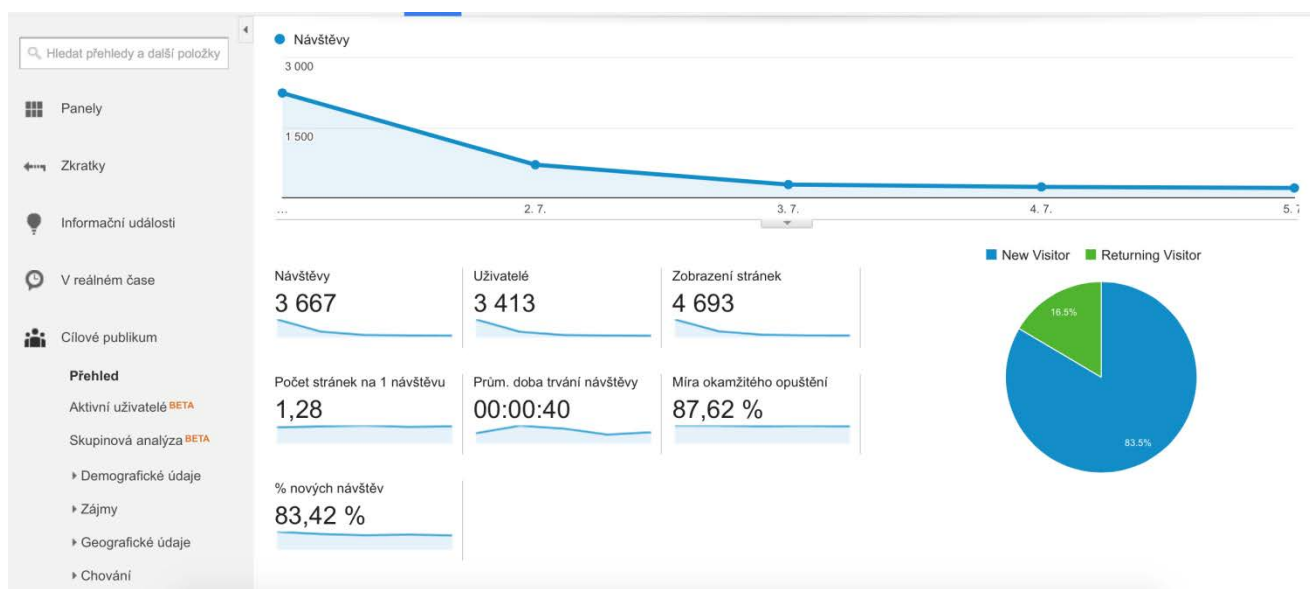 Hledat přehledy a další položky
Panely
Zkratky
Informační události
V reálném čase
Cílové publikum
Přehled
Aktivní uživatelé BETA
Skupinová analýza BETA
Demografické údaje
Zájmy
Geografické údaje
Chování
Návštěvy
3 000
1 500
...
2. 7.
3. 7.
4. 7.
5. 7
New Visitor Returning Visitor
16.5%
83.5%
Návštěvy
3 667
Uživatelé
3 413
Zobrazení stránek
4 693
Počet stránek na 1 návštěvu
1,28
Prům. doba trvání návštěvy
00:00:40
Míra okamžitého opuštění
87,62 %
% nových návštěv
83,42 %